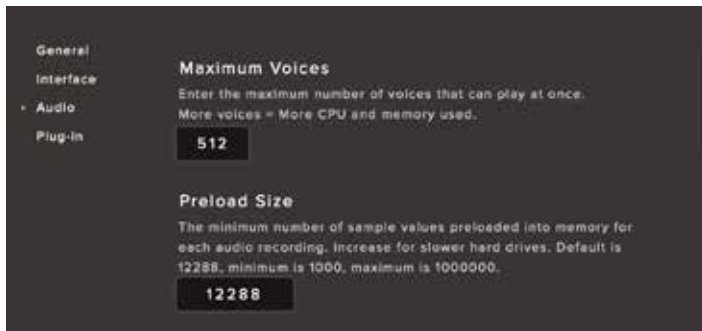 General
Interface
Audio
Plug-in
Maximum Voices
Enter the maximum number of voices that can play at once.
More voices = More CPU and memory used.
512
Preload Size
The minimum number of sample values preloaded into memory for
each audio recording. Increase for slower hard drives. Default is
12288, minimum is 1000, maximum is 1000000.
12288